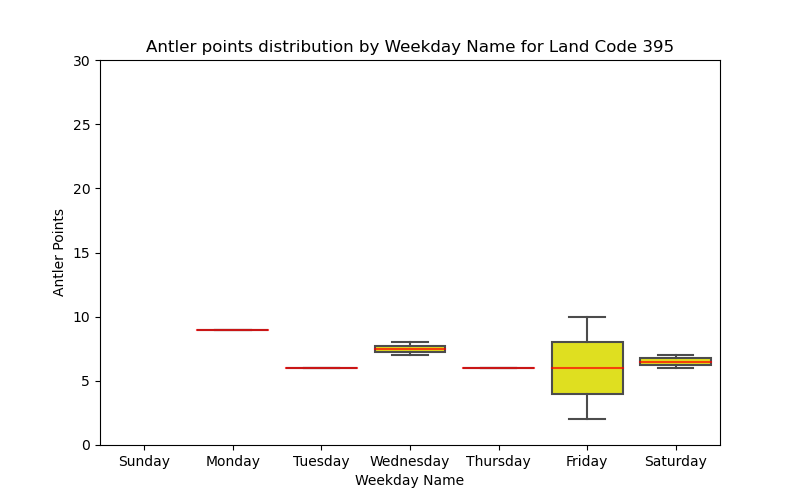 Antler points distribution by Weekday Name for Land Code 395
30
25
20
15
10
5
0
Antler Points
Sunday Monday Tuesday Wednesday Thursday Friday Saturday
Weekday Name